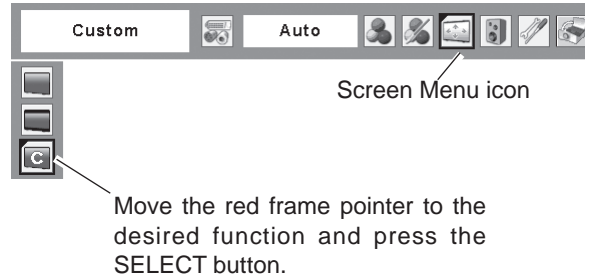 Custom Auto
Screen Menu icon
C
Move the red frame pointer to the
desired function and press the
SELECT button.